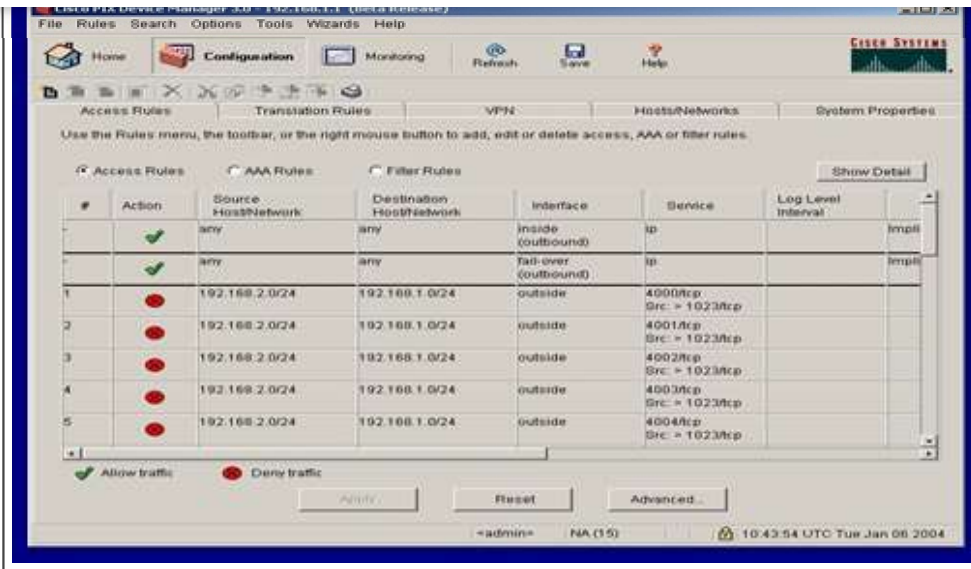 Cisco PIX Device Manager 3.0 - 192.168.1.1 (Beta Release)
File Rules Search Options Tools Wizards Help
Home Configuration Monitoring Refresh Save Help
CISCO SYSTEMS
Access Rules Translation Rules VPN Hosts/Networks System Properties
Use the Rules menu, the toolbar, or the right mouse button to add, edit or delete access, AAA or filter rules.
Access Rules AAA Rules Filter Rules Show Detail
# Action Source Host/Network Destination Host/Network Interface Service Log Level Interval
- any any inside (outbound) ip Impli
- any any fail-over (outbound) ip Impli
1 192.168.2.0/24 192.168.1.0/24 outside 4000/tcp Src: > 1023/tcp
2 192.168.2.0/24 192.168.1.0/24 outside 4001/tcp Src: > 1023/tcp
3 192.168.2.0/24 192.168.1.0/24 outside 4002/tcp Src: > 1023/tcp
4 192.168.2.0/24 192.168.1.0/24 outside 4003/tcp Src: > 1023/tcp
5 192.168.2.0/24 192.168.1.0/24 outside 4004/tcp Src: > 1023/tcp
Allow traffic Deny traffic
Apply Reset Advanced...
<admin> NA (15) 10:43:54 UTC Tue Jan 06 2004